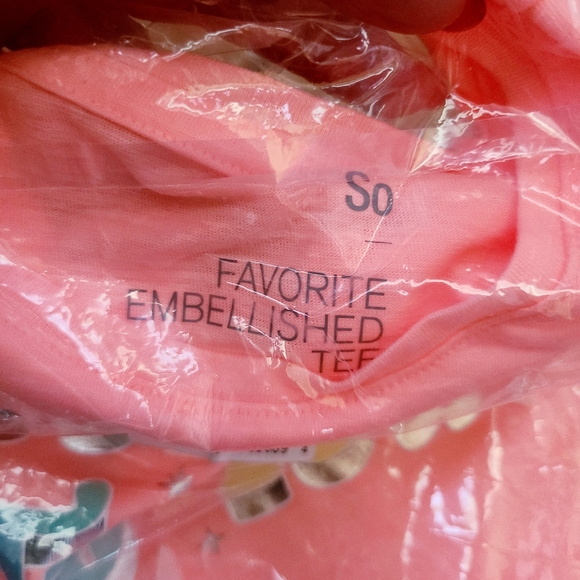 So
—
FAVORITE
EMBELLISHED
TEE